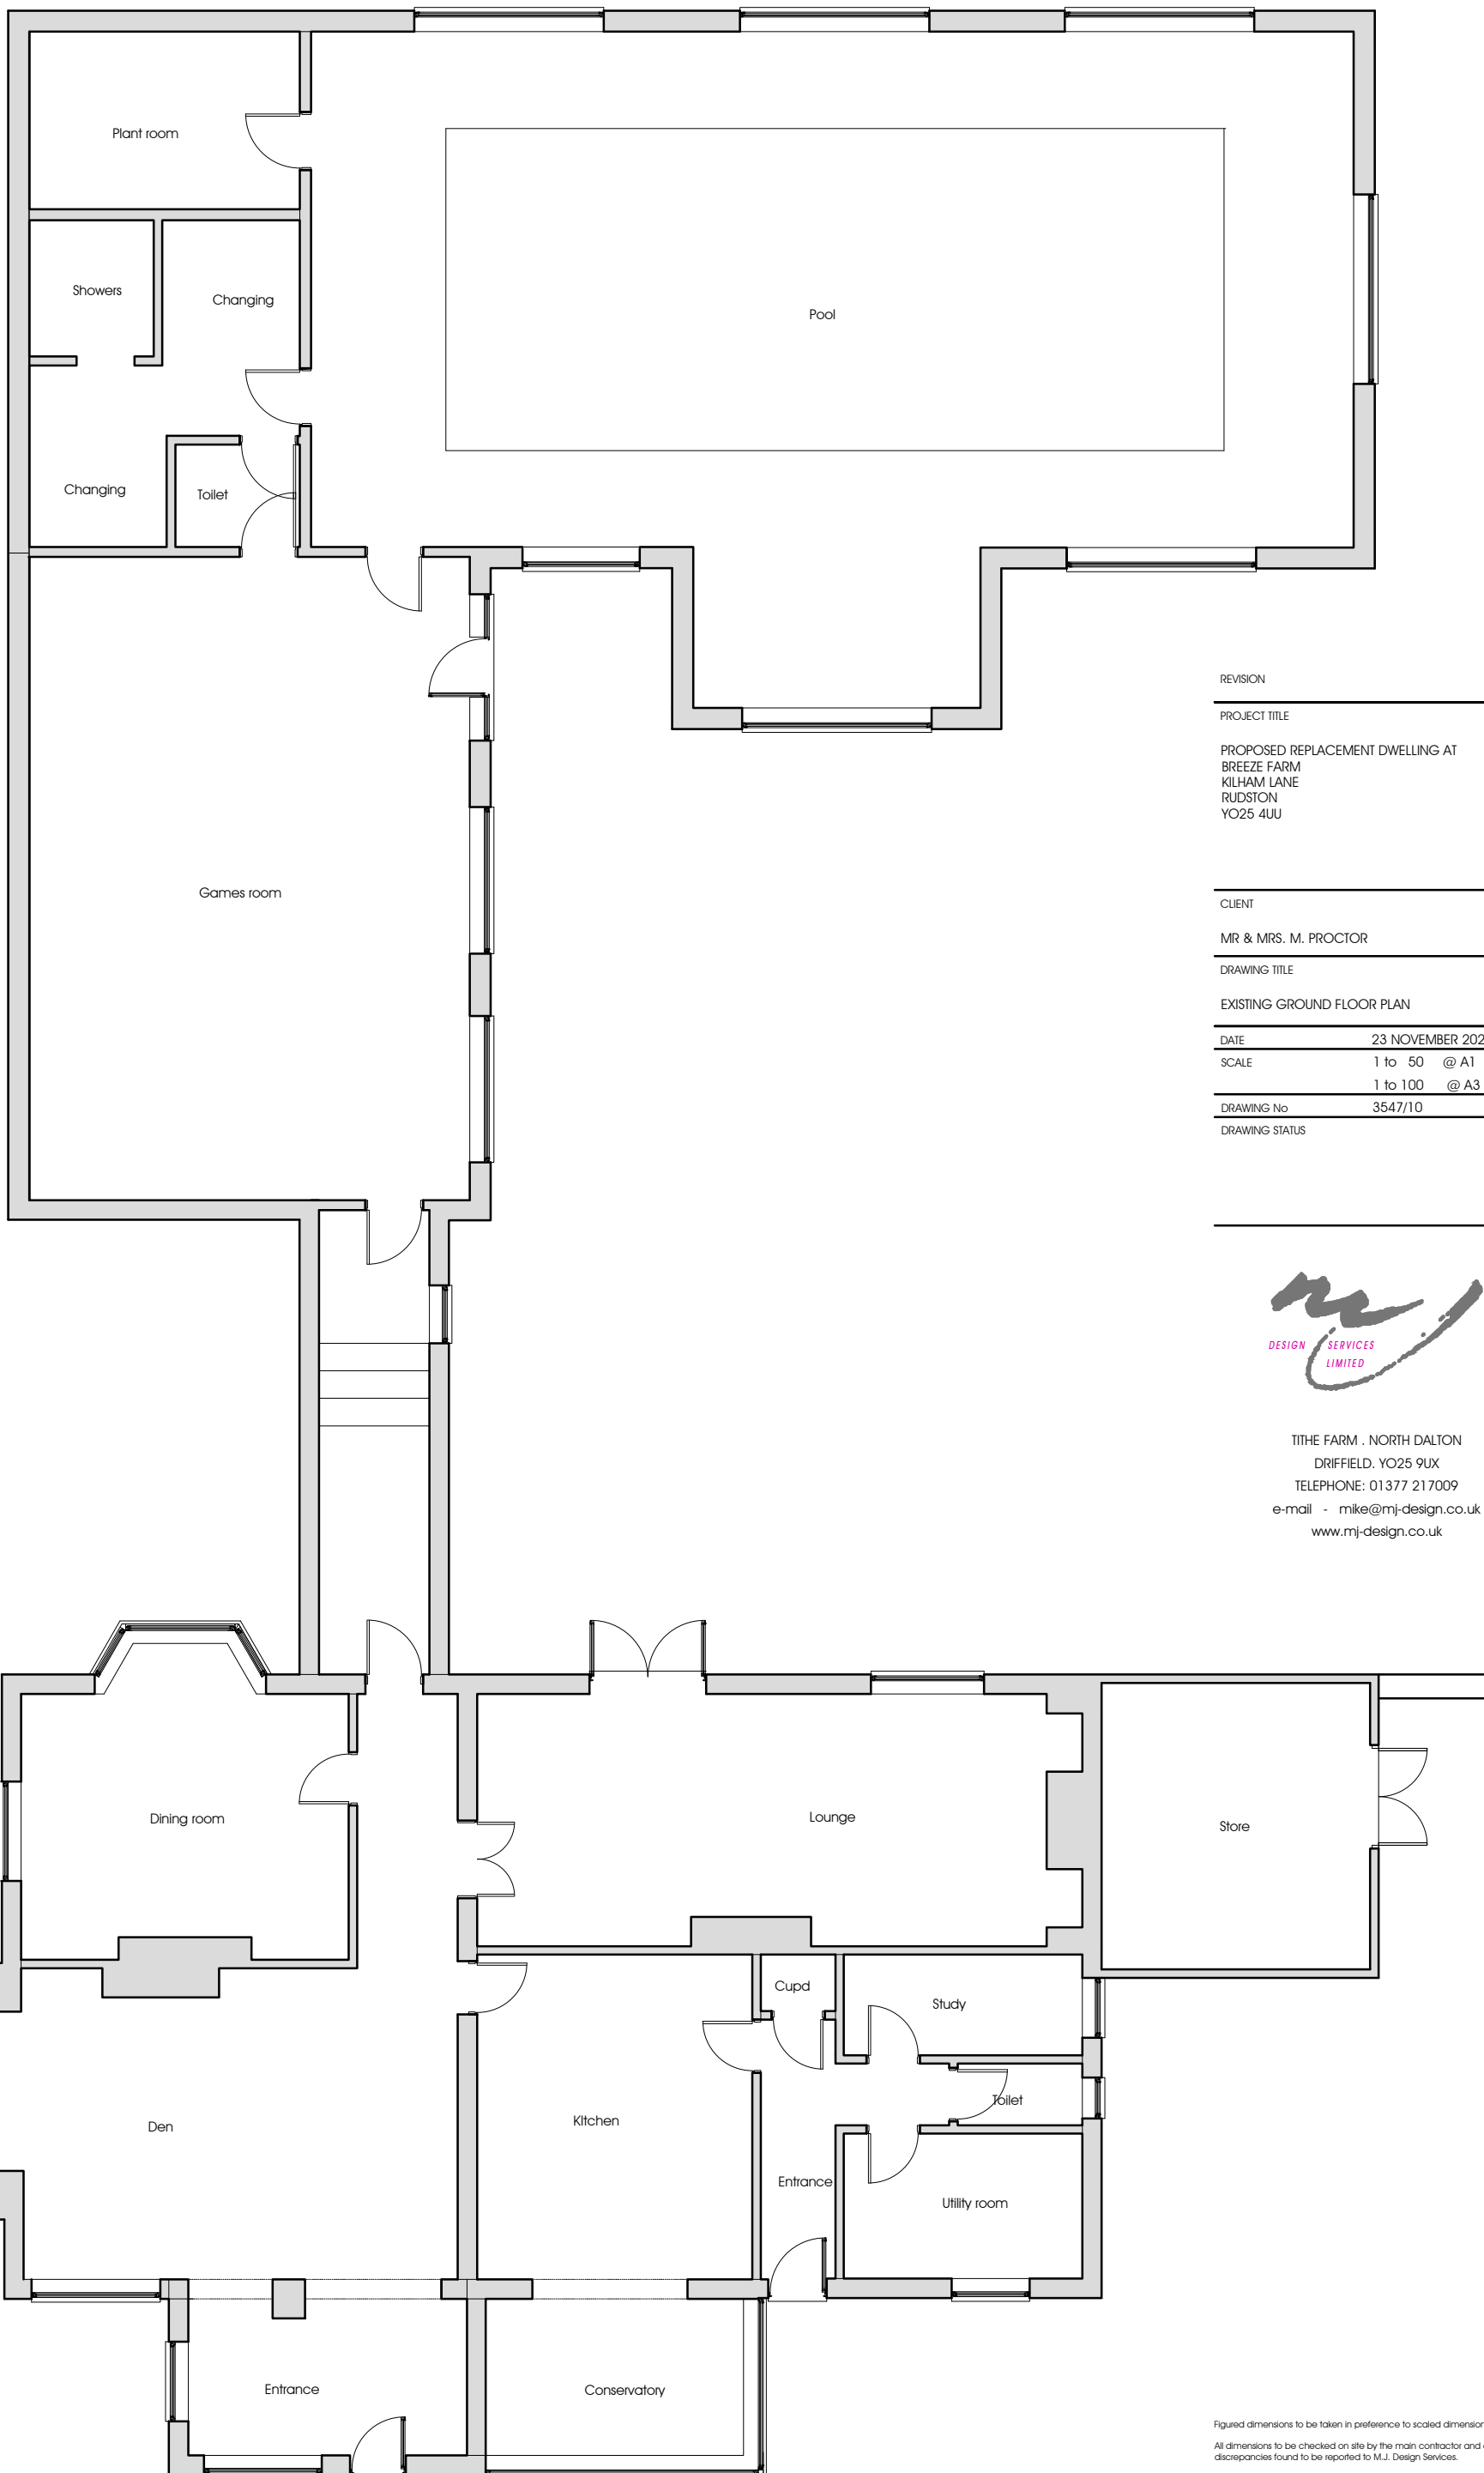 Plant room
Showers
Changing
Pool
Changing
Toilet
REVISION
PROJECT TITLE
PROPOSED REPLACEMENT DWELLING AT
BREEZE FARM
KILHAM LANE
RUDSTON
YO25 4UU
Games room
CLIENT
MR & MRS. M. PROCTOR
DRAWING TITLE
EXISTING GROUND FLOOR PLAN
DATE 23 NOVEMBER 202
SCALE 1 to 50 @ A1
1 to 100 @ A3
DRAWING No 3547/10
DRAWING STATUS
DESIGN SERVICES
LIMITED
TITHE FARM . NORTH DALTON
DRIFFIELD. YO25 9UX
TELEPHONE: 01377 217009
e-mail - mike@mj-design.co.uk
www.mj-design.co.uk
Dining room
Lounge
Store
Cupd
Study
Toilet
Den
KItchen
Entrance
Utility room
Entrance
Conservatory
Figured dimensions to be taken in preference to scaled dimension
All dimensions to be checked on site by the main contractor and
discrepancies found to be reported to M.J. Design Services.